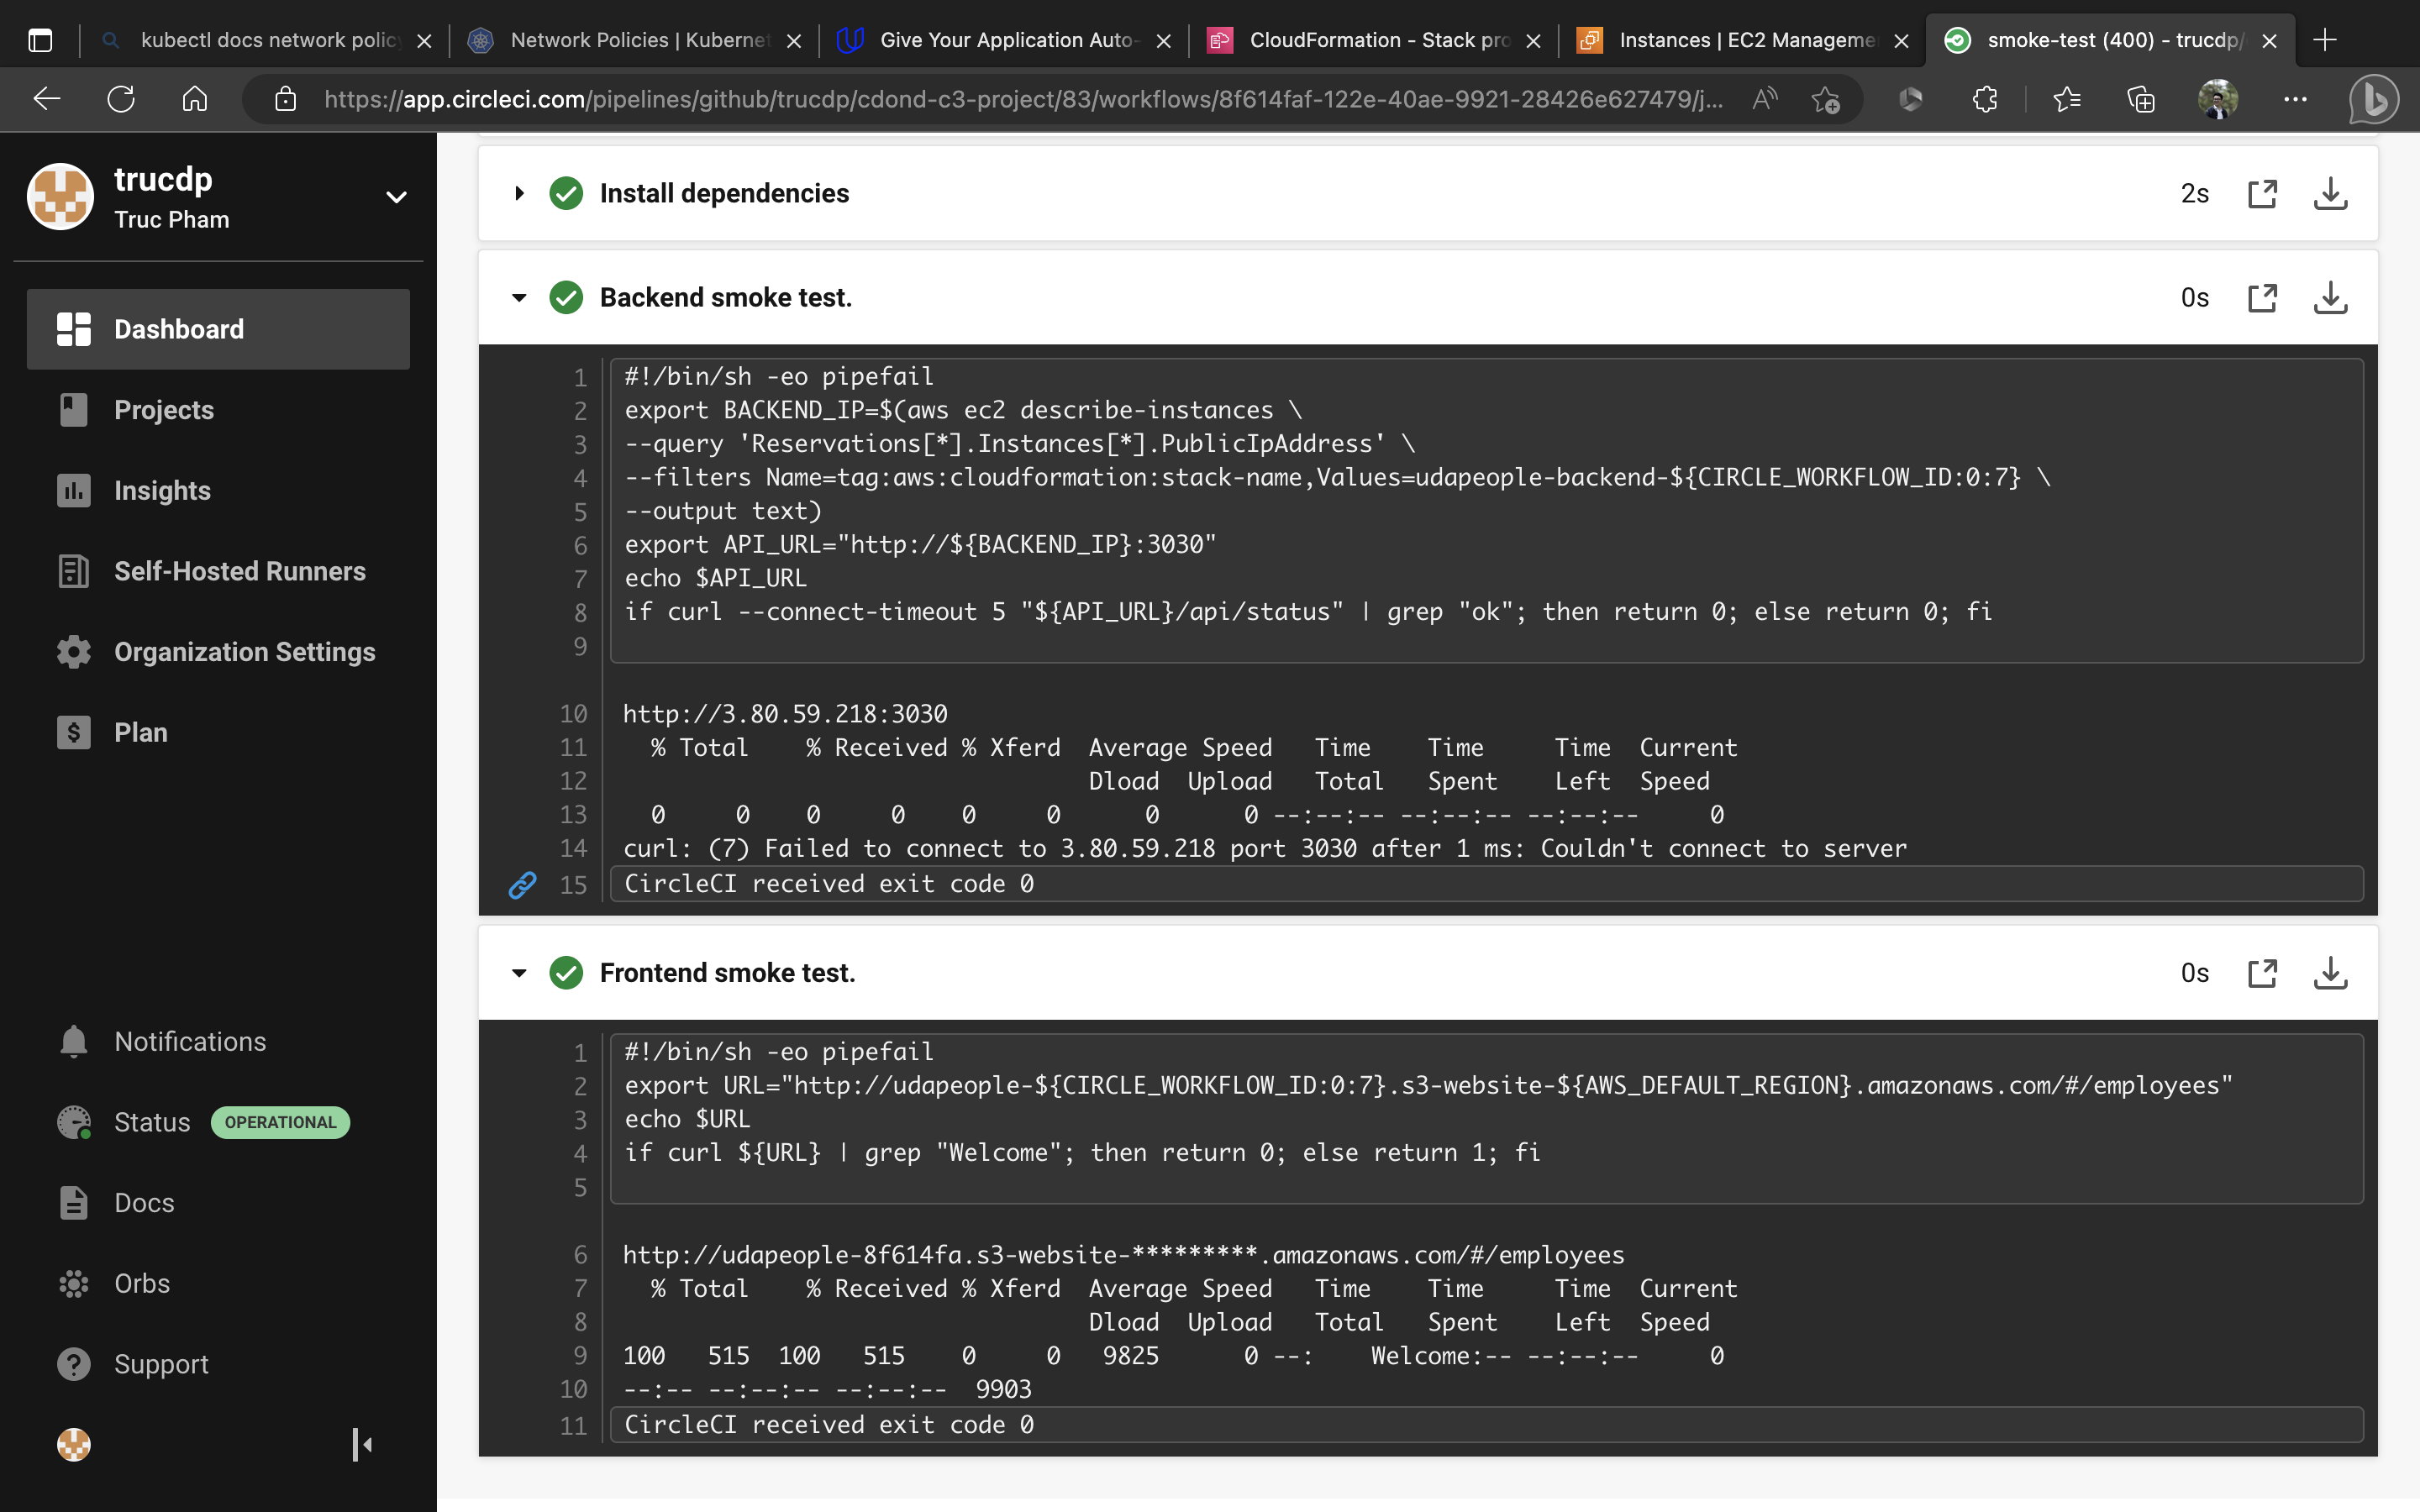 kubectl docs network polic
Network Policies | Kubernet
Give Your Application Auto-
CloudFormation - Stack pro
Instances | EC2 Manageme
smoke-test (400) - trucdp/
https://app.circleci.com/pipelines/github/trucdp/cdond-c3-project/83/workflows/8f614faf-122e-40ae-9921-28426e627479/j...
trucdp
Truc Pham
Dashboard
Projects
Insights
Self-Hosted Runners
Organization Settings
Plan
Notifications
Status OPERATIONAL
Docs
Orbs
Support
Install dependencies 2s
Backend smoke test. 0s
1 #!/bin/sh -eo pipefail
2 export BACKEND_IP=$(aws ec2 describe-instances \
3 --query 'Reservations[*].Instances[*].PublicIpAddress' \
4 --filters Name=tag:aws:cloudformation:stack-name,Values=udapeople-backend-${CIRCLE_WORKFLOW_ID:0:7} \
5 --output text)
6 export API_URL="http://${BACKEND_IP}:3030"
7 echo $API_URL
8 if curl --connect-timeout 5 "${API_URL}/api/status" | grep "ok"; then return 0; else return 0; fi
9
10 http://3.80.59.218:3030
11 % Total % Received % Xferd Average Speed Time Time Time Current
12 Dload Upload Total Spent Left Speed
13 0 0 0 0 0 0 0 0 --:--:-- --:--:-- --:--:-- 0
14 curl: (7) Failed to connect to 3.80.59.218 port 3030 after 1 ms: Couldn't connect to server
15 CircleCI received exit code 0
Frontend smoke test. 0s
1 #!/bin/sh -eo pipefail
2 export URL="http://udapeople-${CIRCLE_WORKFLOW_ID:0:7}.s3-website-${AWS_DEFAULT_REGION}.amazonaws.com/#/employees"
3 echo $URL
4 if curl ${URL} | grep "Welcome"; then return 0; else return 1; fi
5
6 http://udapeople-8f614fa.s3-website-*********.amazonaws.com/#/employees
7 % Total % Received % Xferd Average Speed Time Time Time Current
8 Dload Upload Total Spent Left Speed
9 100 515 100 515 0 0 9825 0 --: Welcome:-- --:--:-- 0
10 --:-- --:--:-- --:--:-- 9903
11 CircleCI received exit code 0